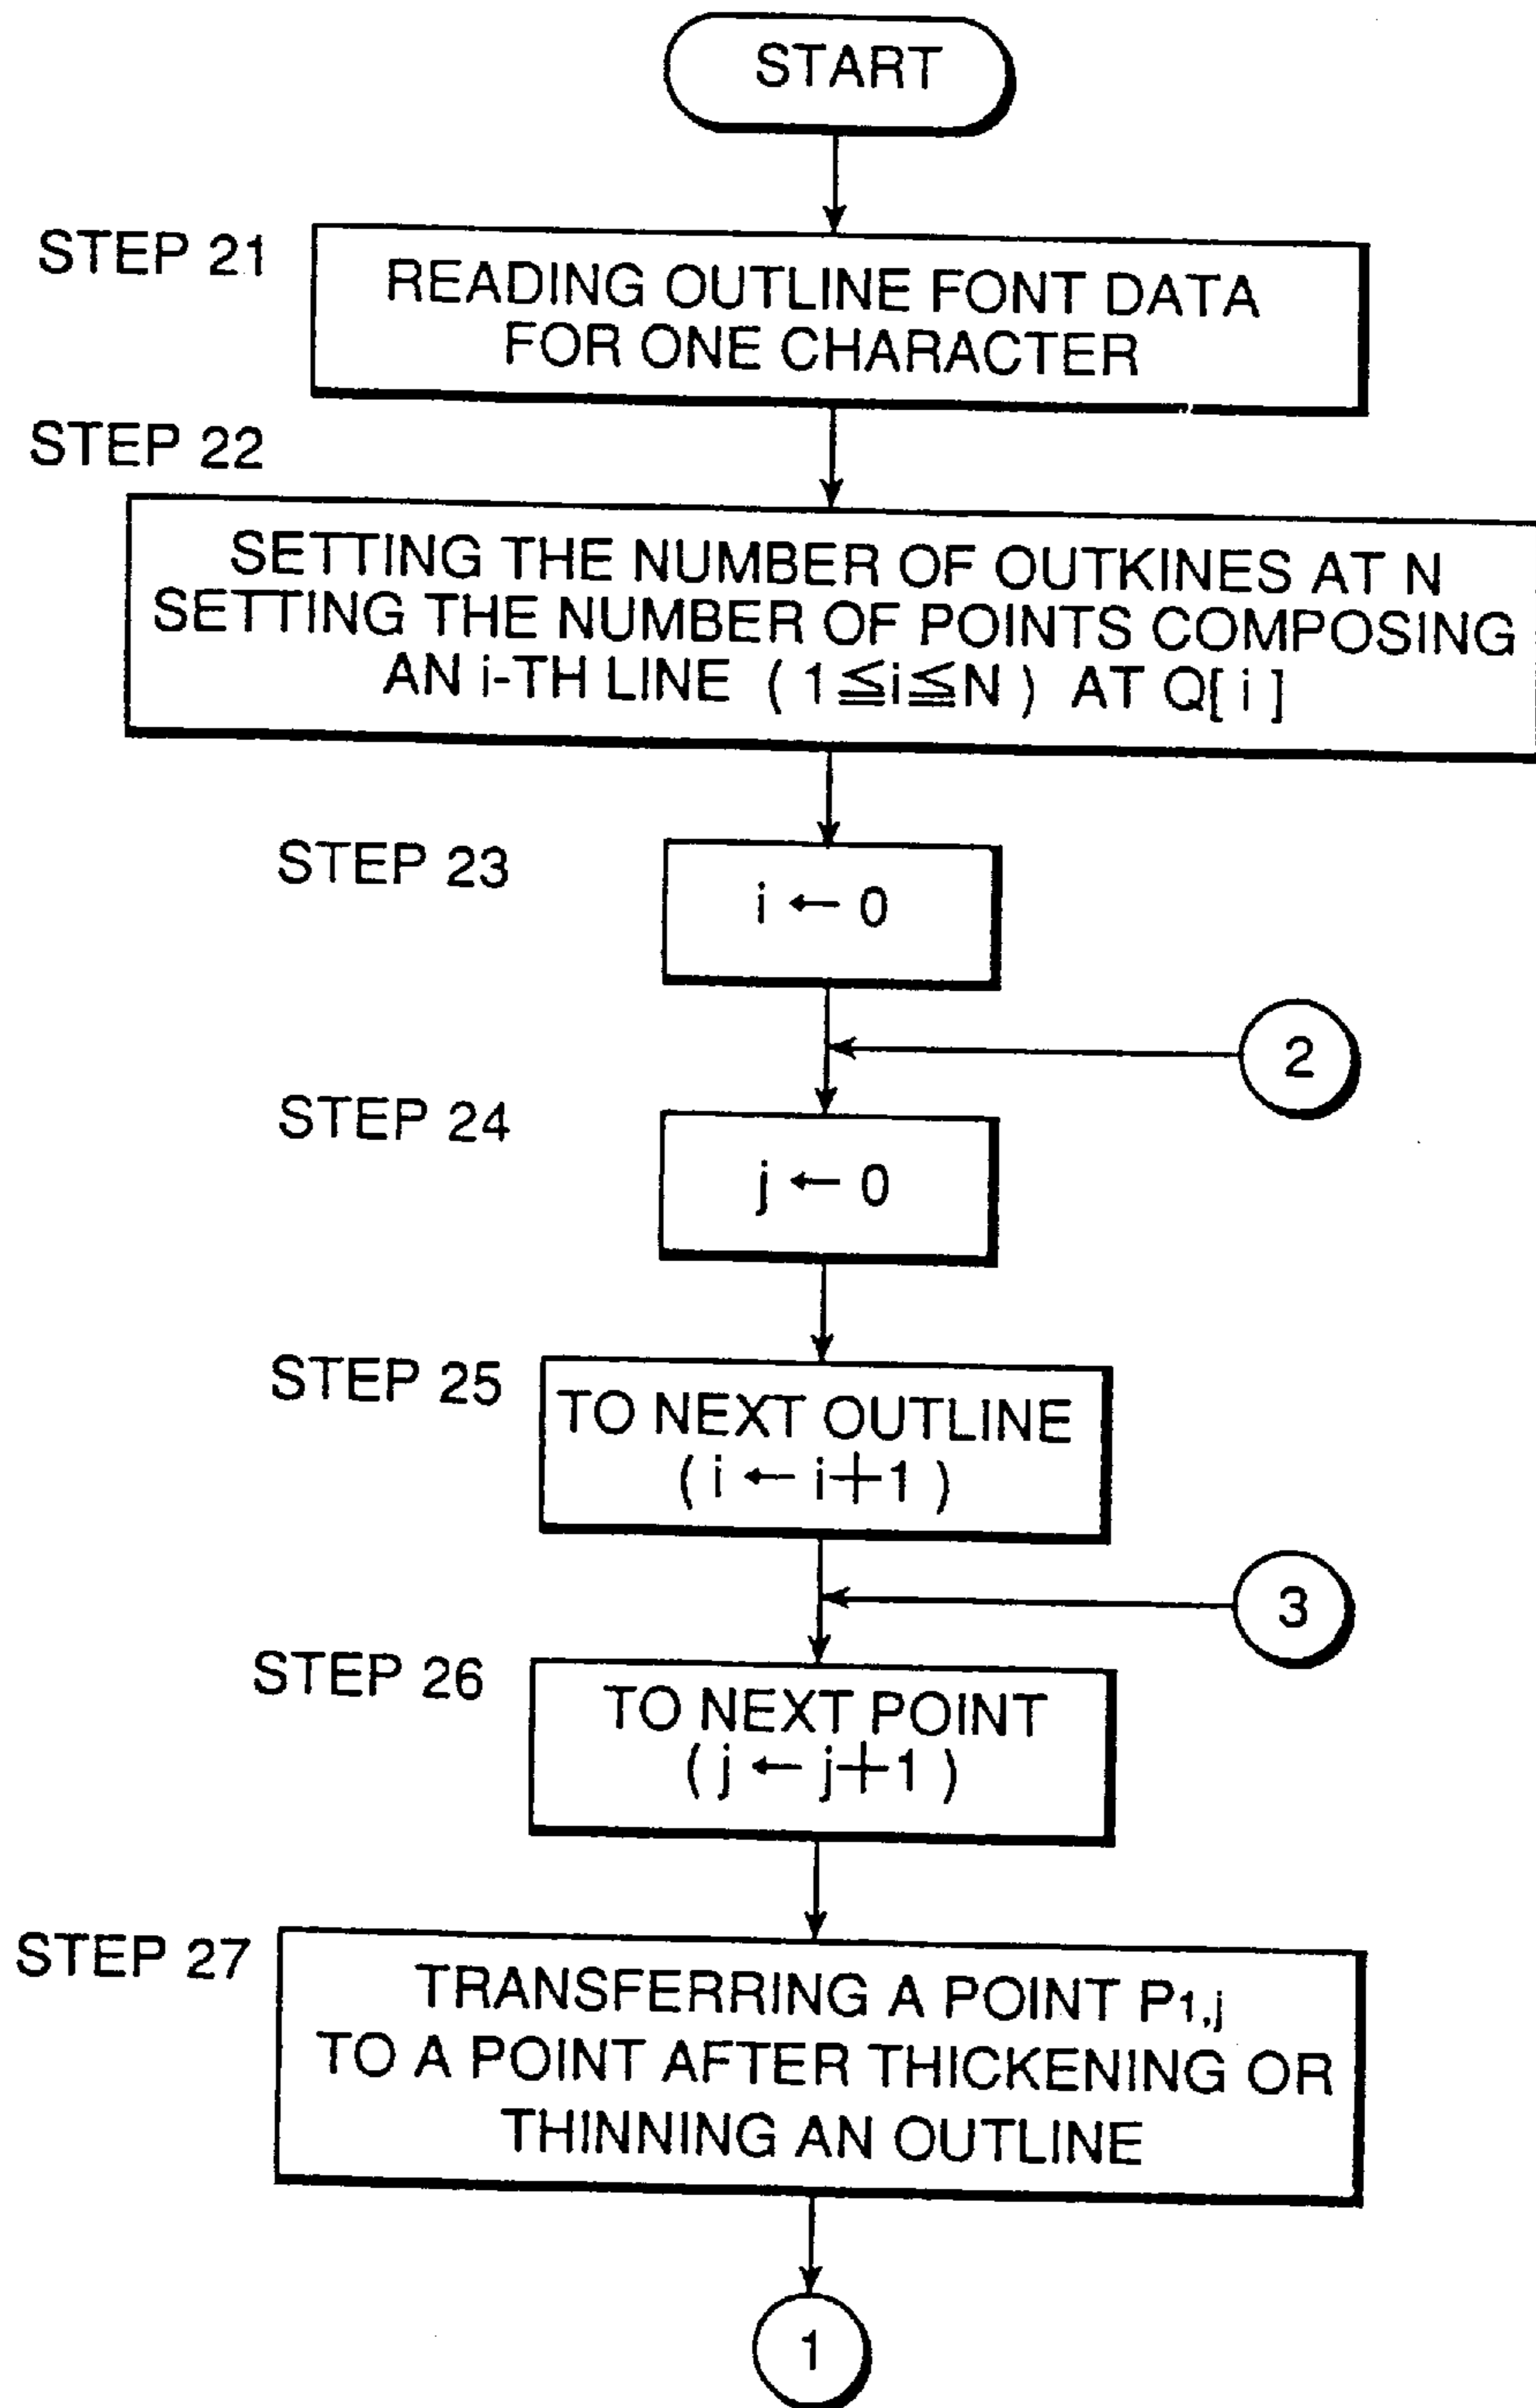 START
STEP 21
READING OUTLINE FONT DATA
FOR ONE CHARACTER
STEP 22
SETTING THE NUMBER OF OUTKINES AT N
SETTING THE NUMBER OF POINTS COMPOSING
AN i-TH LINE ( 1≦i≦N ) AT Q[ i ]
STEP 23
i ← 0
2
STEP 24
j ← 0
STEP 25
TO NEXT OUTLINE
( i ← i+1 )
3
STEP 26
TO NEXT POINT
( j ← j+1 )
STEP 27
TRANSFERRING A POINT P1,j
TO A POINT AFTER THICKENING OR
THINNING AN OUTLINE
1